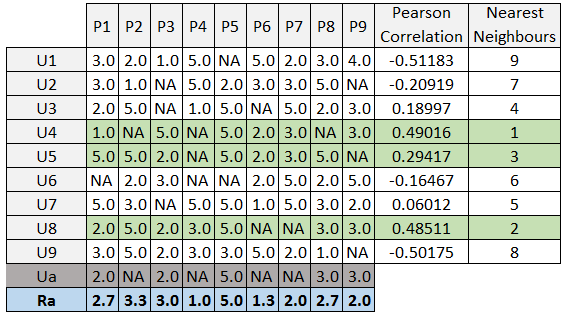 P1 P2 P3 P4 P5 P6 P7 P8 P9 Pearson Correlation Nearest Neighbours
U1 3.0 2.0 1.0 5.0 NA 5.0 2.0 3.0 4.0 -0.51183 9
U2 3.0 1.0 NA 5.0 2.0 3.0 3.0 5.0 NA -0.20919 7
U3 2.0 5.0 NA 1.0 5.0 NA 5.0 2.0 3.0 0.18997 4
U4 1.0 NA 5.0 NA 5.0 2.0 3.0 NA 3.0 0.49016 1
U5 5.0 5.0 2.0 NA 5.0 2.0 3.0 5.0 NA 0.29417 3
U6 NA 2.0 3.0 NA NA 2.0 5.0 2.0 5.0 -0.16467 6
U7 5.0 3.0 NA 5.0 5.0 1.0 5.0 3.0 2.0 0.06012 5
U8 2.0 5.0 2.0 3.0 5.0 NA NA 3.0 3.0 0.48511 2
U9 3.0 5.0 2.0 3.0 3.0 5.0 2.0 1.0 NA -0.50175 8
Ua 2.0 NA 2.0 NA 5.0 NA NA 3.0 3.0
Ra 2.7 3.3 3.0 1.0 5.0 1.3 2.0 2.7 2.0